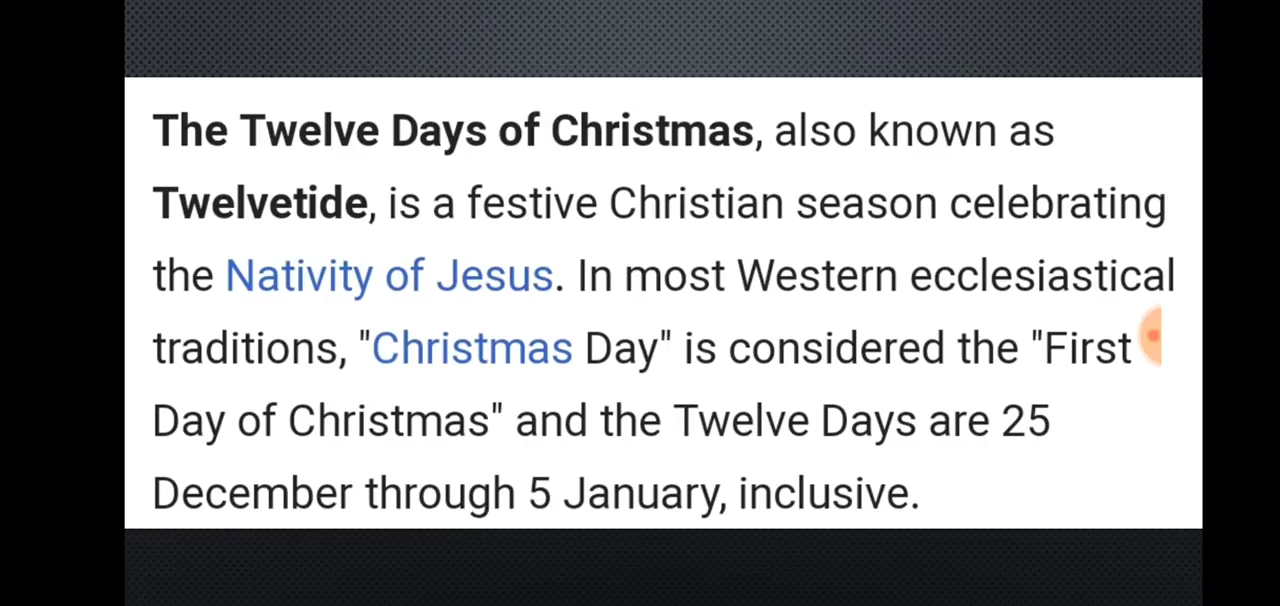 The Twelve Days of Christmas, also known as
Twelvetide, is a festive Christian season celebrating
the Nativity of Jesus. In most Western ecclesiastical
traditions, "Christmas Day" is considered the "First
Day of Christmas" and the Twelve Days are 25
December through 5 January, inclusive.